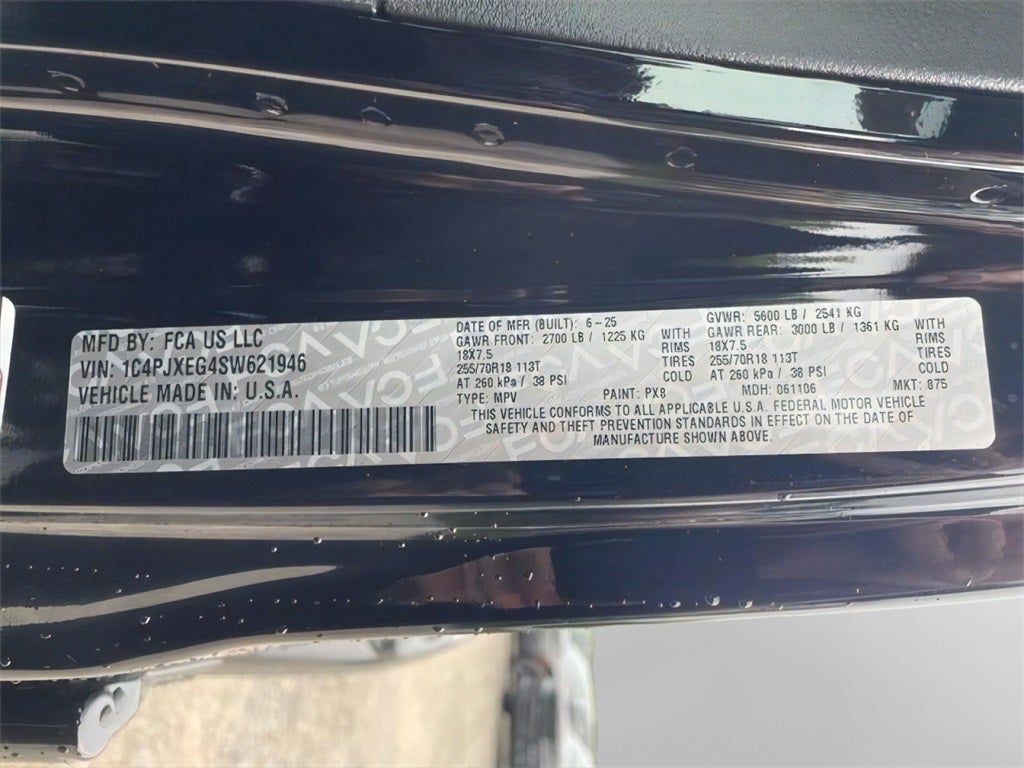 MFD BY: FCA US LLC
VIN: 1C4PJXEG4SW621946
VEHICLE MADE IN: U.S.A.
DATE OF MFR (BUILT): 6-25
GAWR FRONT: 2700 LB / 1225 KG WITH
18X7.5 RIMS
255/70R18 113T TIRES
AT 260 kPa / 38 PSI COLD
TYPE: MPV
PAINT: PX8
GVWR: 5600 LB / 2541 KG
GAWR REAR: 3000 LB / 1361 KG WITH
18X7.5 RIMS
255/70R18 113T TIRES
AT 260 kPa / 38 PSI COLD
MDH: 061106 MKT: 875
THIS VEHICLE CONFORMS TO ALL APPLICABLE U.S.A. FEDERAL MOTOR VEHICLE
SAFETY AND THEFT PREVENTION STANDARDS IN EFFECT ON THE DATE OF
MANUFACTURE SHOWN ABOVE.